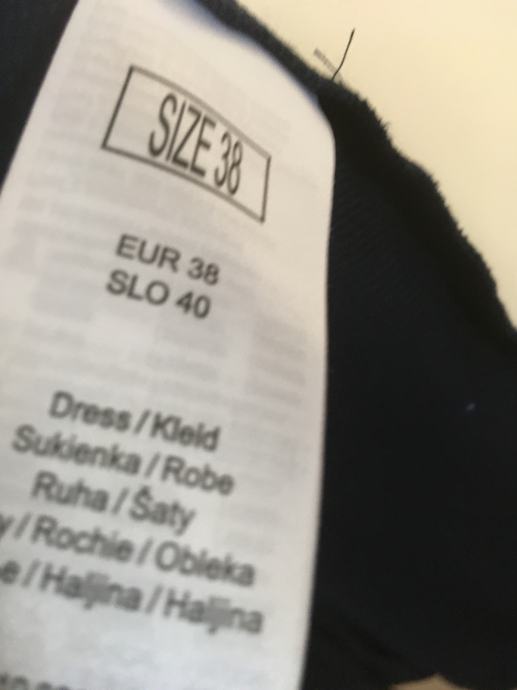 SIZE 38
EUR 38
SLO 40
Dress / Kleid
Sukienka / Robe
Ruha / Šaty
/ Rochie / Obleka
/ Haljina / Haljina